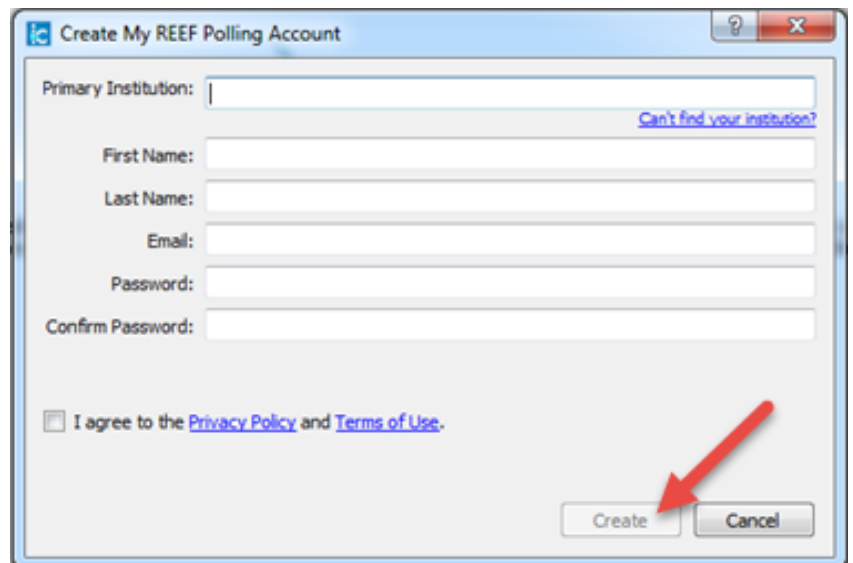 ic Create My REEF Polling Account ?
Primary Institution:
Can't find your institution?
First Name:
Last Name:
Email:
Password:
Confirm Password:
I agree to the Privacy Policy and Terms of Use.
Create Cancel